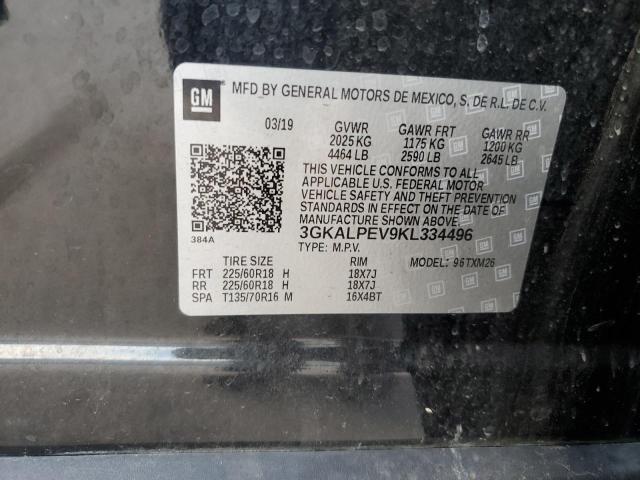 GM
MFD BY GENERAL MOTORS DE MEXICO, S. DE R.L. DE C.V.
03/19 GVWR GAWR FRT GAWR RR
2025 KG 1175 KG 1200 KG
4464 LB 2590 LB 2645 LB
THIS VEHICLE CONFORMS TO ALL
APPLICABLE U.S. FEDERAL MOTOR
VEHICLE SAFETY AND THEFT PREVENTION
STANDARDS IN EFFECT ON THE DATE OF
MANUFACTURE SHOWN ABOVE.
384A 3GKALPEV9KL334496
TYPE: M.P.V. MODEL: 96TXM26
TIRE SIZE RIM
FRT 225/60R18 H 18X7J
RR 225/60R18 H 18X7J
SPA T135/70R16 M 16X4BT